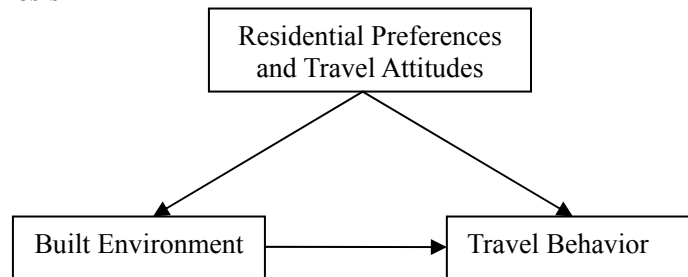 Residential Preferences
and Travel Attitudes
Built Environment
Travel Behavior